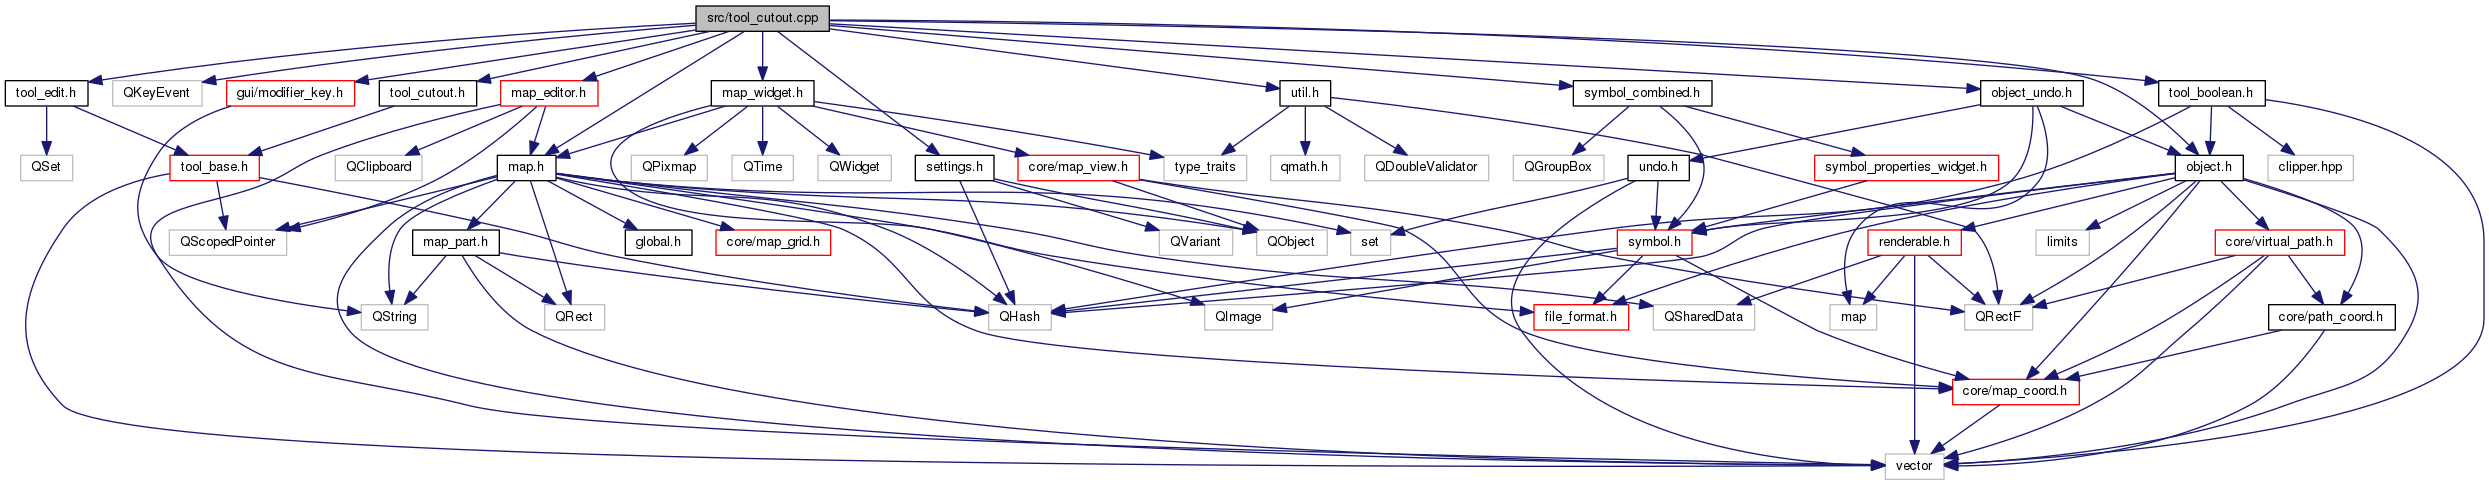 src/tool_cutout.cpp
tool_edit.h
QKeyEvent
gui/modifier_key.h
tool_cutout.h
map_editor.h
map_widget.h
util.h
symbol_combined.h
object_undo.h
tool_boolean.h
QSet
tool_base.h
QClipboard
map.h
QPixmap
QTime
QWidget
settings.h
core/map_view.h
type_traits
qmath.h
QDoubleValidator
QGroupBox
undo.h
symbol_properties_widget.h
object.h
clipper.hpp
QScopedPointer
map_part.h
global.h
core/map_grid.h
QVariant
QObject
set
symbol.h
renderable.h
limits
core/virtual_path.h
QString
QRect
QHash
QImage
file_format.h
QSharedData
map
QRectF
core/path_coord.h
core/map_coord.h
vector